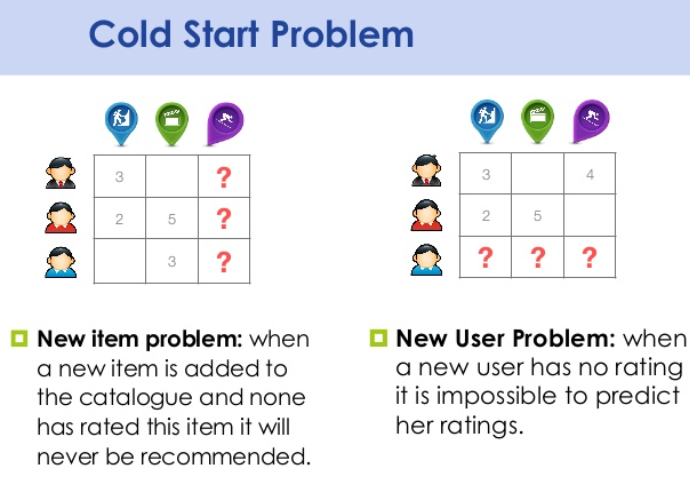 Cold Start Problem
3 ?
2 5 ?
3 ?
New item problem: when
a new item is added to
the catalogue and none
has rated this item it will
never be recommended.
3 4
2 5
? ? ?
New User Problem: when
a new user has no rating
it is impossible to predict
her ratings.